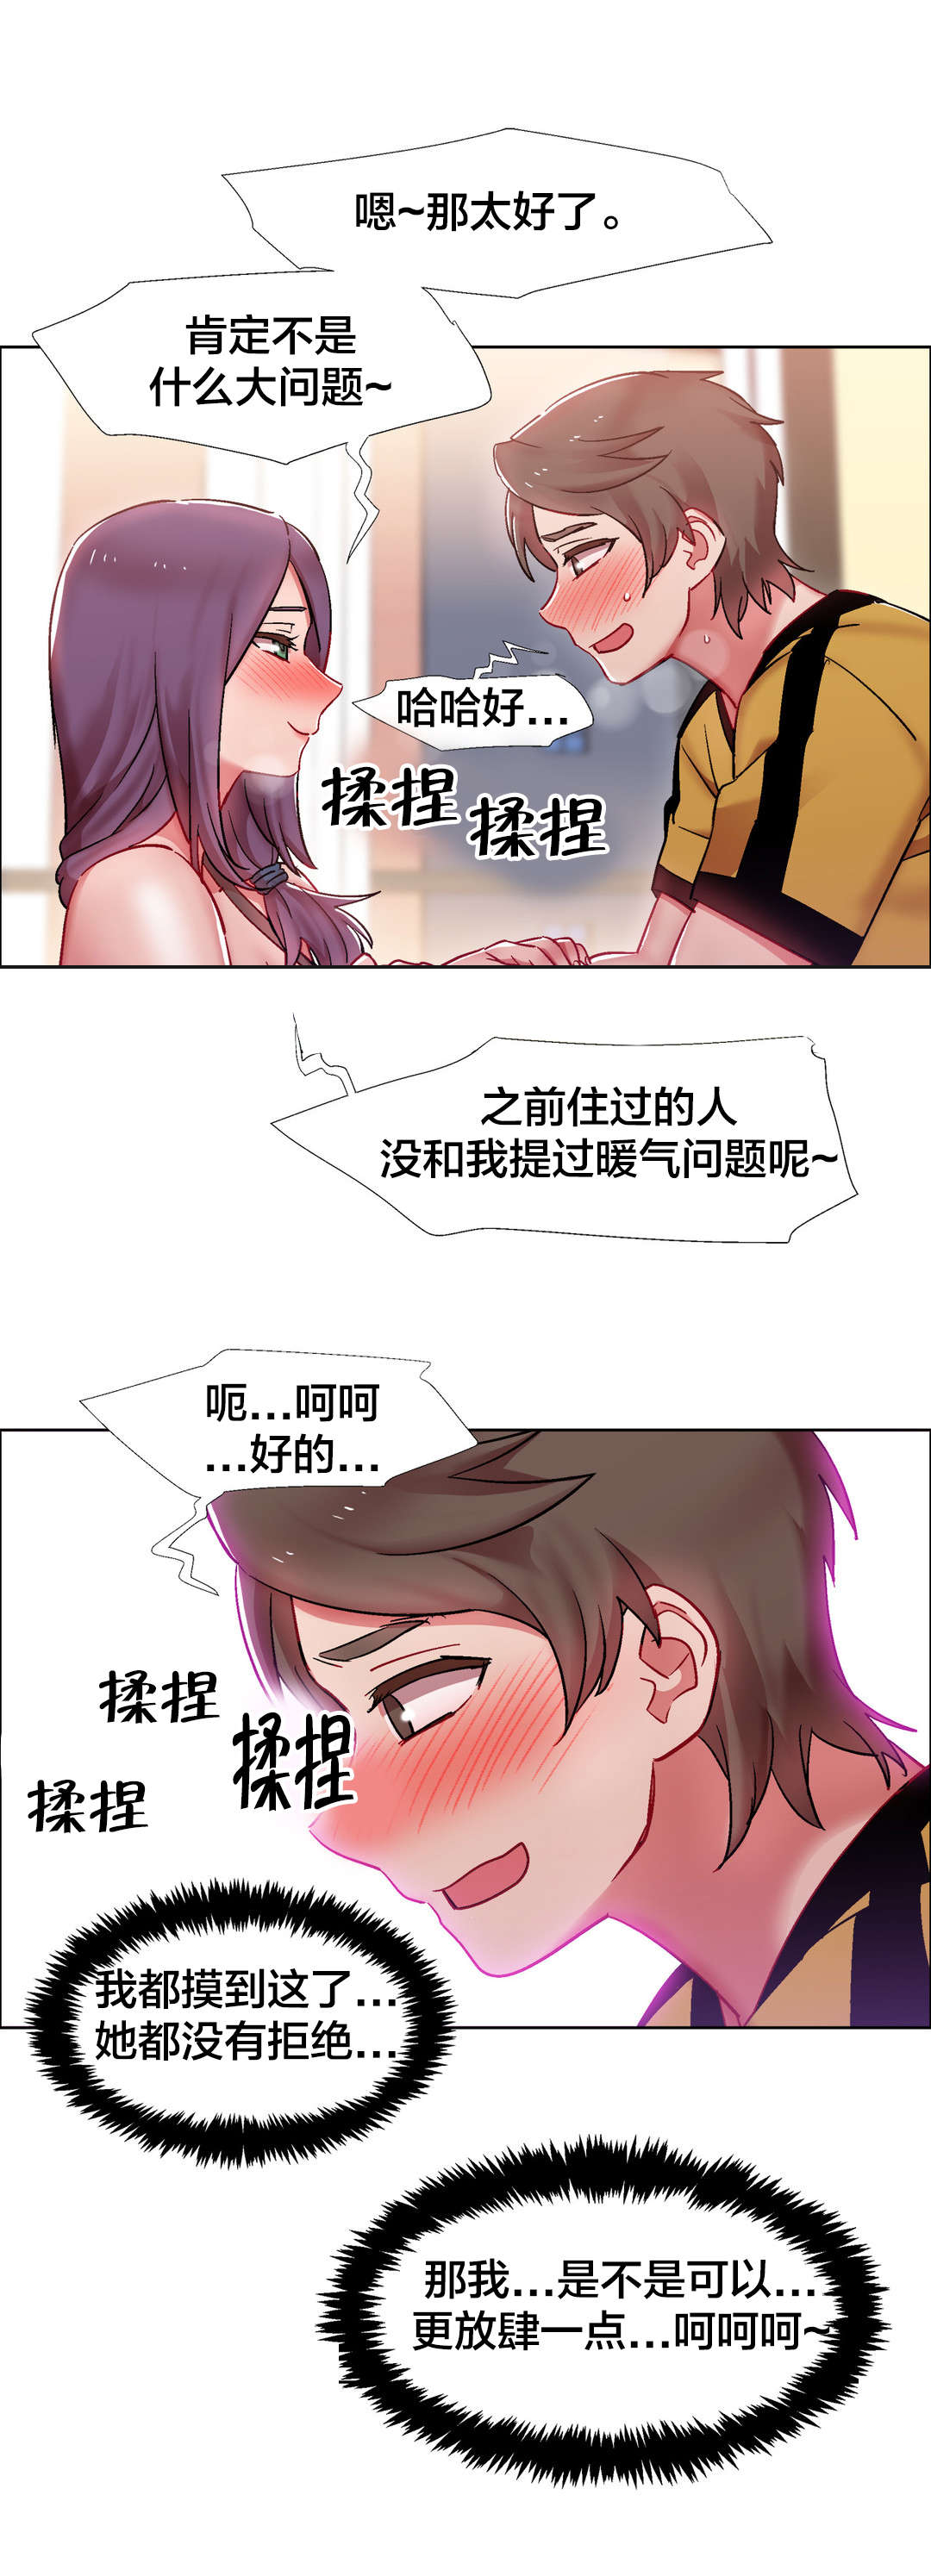 嗯~那太好了。
肯定不是
什么大问题~
哈哈好...
揉捏
揉捏
之前住过的人
没和我提过暖气问题呢~
呃...呵呵
...好的...
揉捏
揉捏
揉捏
我都摸到这了...
她都没有拒绝...
那我...是不是可以...
更放肆一点...呵呵呵~